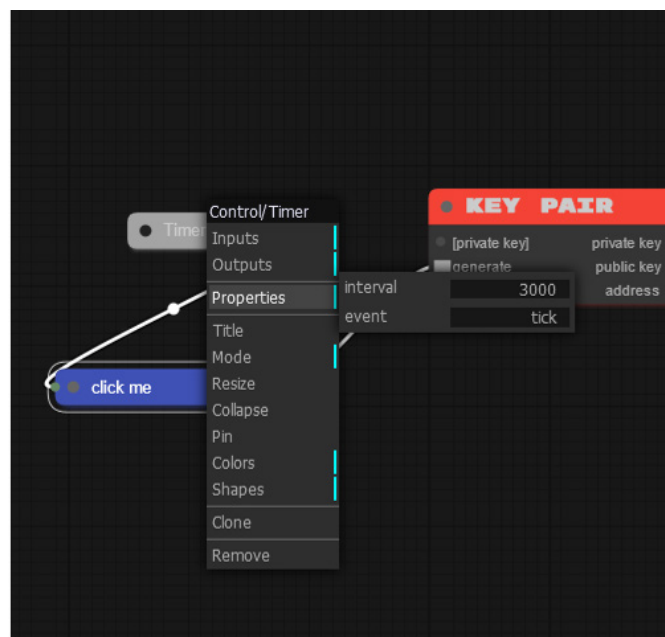 KEY PAIR
[private key] private key
generate public key
address
Timer
Control/Timer
Inputs
Outputs
Properties
Title
Mode
Resize
Collapse
Pin
Colors
Shapes
Clone
Remove
interval 3000
event tick
click me